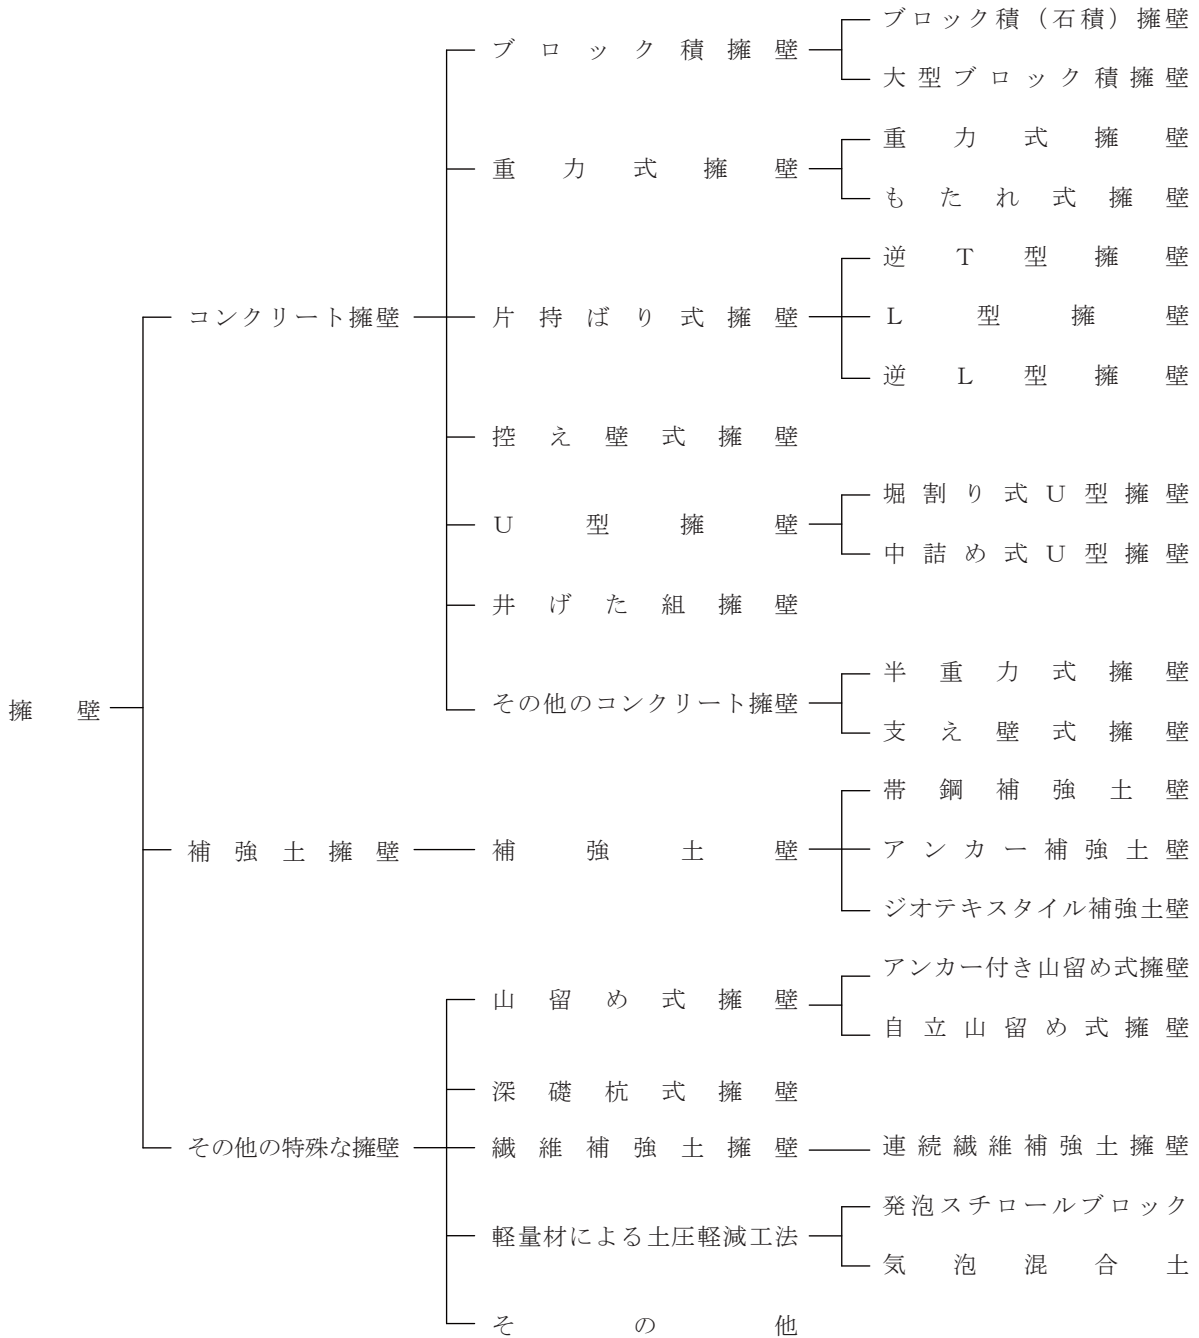 擁壁
コンクリート擁壁
ブロック積擁壁
ブロック積（石積）擁壁
大型ブロック積擁壁
重力式擁壁
重力式擁壁
もたれ式擁壁
片持ばり式擁壁
逆T型擁壁
L型擁壁
逆L型擁壁
控え壁式擁壁
U型擁壁
堀割り式U型擁壁
中詰め式U型擁壁
井げた組擁壁
その他のコンクリート擁壁
半重力式擁壁
支え壁式擁壁
補強土擁壁
補強土壁
帯鋼補強土壁
アンカー補強土壁
ジオテキスタイル補強土壁
その他の特殊な擁壁
山留め式擁壁
アンカー付き山留め式擁壁
自立山留め式擁壁
深礎杭式擁壁
繊維補強土擁壁
連続繊維補強土擁壁
軽量材による土圧軽減工法
発泡スチロールブロック
気泡混合土
その他